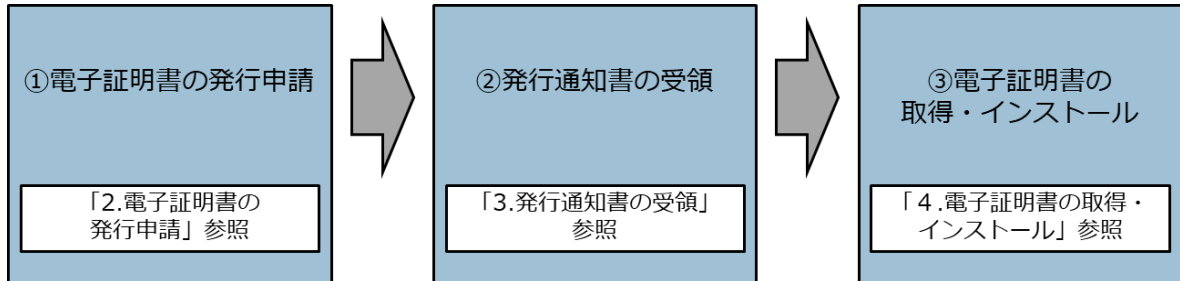 ①電子証明書の発行申請
「2.電子証明書の
発行申請」参照
②発行通知書の受領
「3.発行通知書の受領」
参照
③電子証明書の
取得・インストール
「４.電子証明書の取得・
インストール」参照